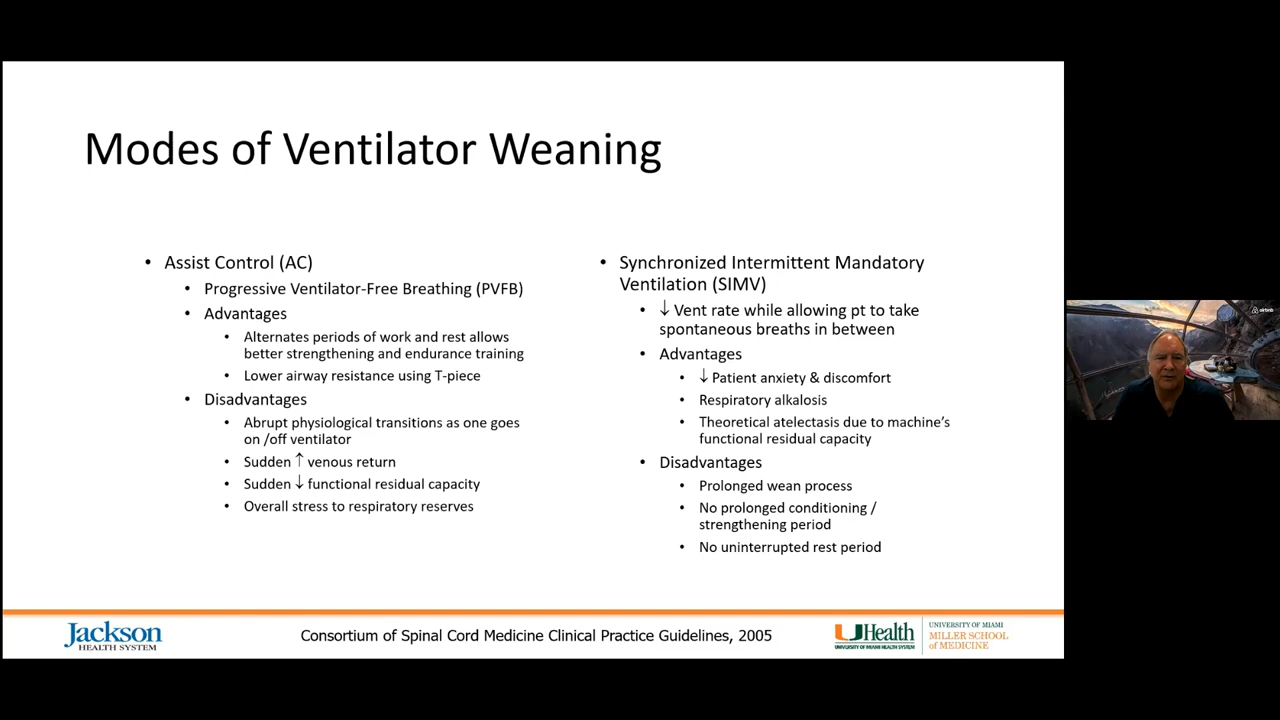 Modes of Ventilator Weaning
• Assist Control (AC)
• Progressive Ventilator-Free Breathing (PVFB)
• Advantages
• Alternates periods of work and rest allows
better strengthening and endurance training
• Lower airway resistance using T-piece
• Disadvantages
• Abrupt physiological transitions as one goes
on /off ventilator
• Sudden ↑ venous return
• Sudden ↓ functional residual capacity
• Overall stress to respiratory reserves
• Synchronized Intermittent Mandatory
Ventilation (SIMV)
• ↓ Vent rate while allowing pt to take
spontaneous breaths in between
• Advantages
• ↓ Patient anxiety & discomfort
• Respiratory alkalosis
• Theoretical atelectasis due to machine's
functional residual capacity
• Disadvantages
• Prolonged wean process
• No prolonged conditioning /
strengthening period
• No uninterrupted rest period
airbnb
Jackson
HEALTH SYSTEM
Consortium of Spinal Cord Medicine Clinical Practice Guidelines, 2005
UHealth
UNIVERSITY OF MIAMI HEALTH SYSTEM
UNIVERSITY OF MIAMI
MILLER SCHOOL
of MEDICINE